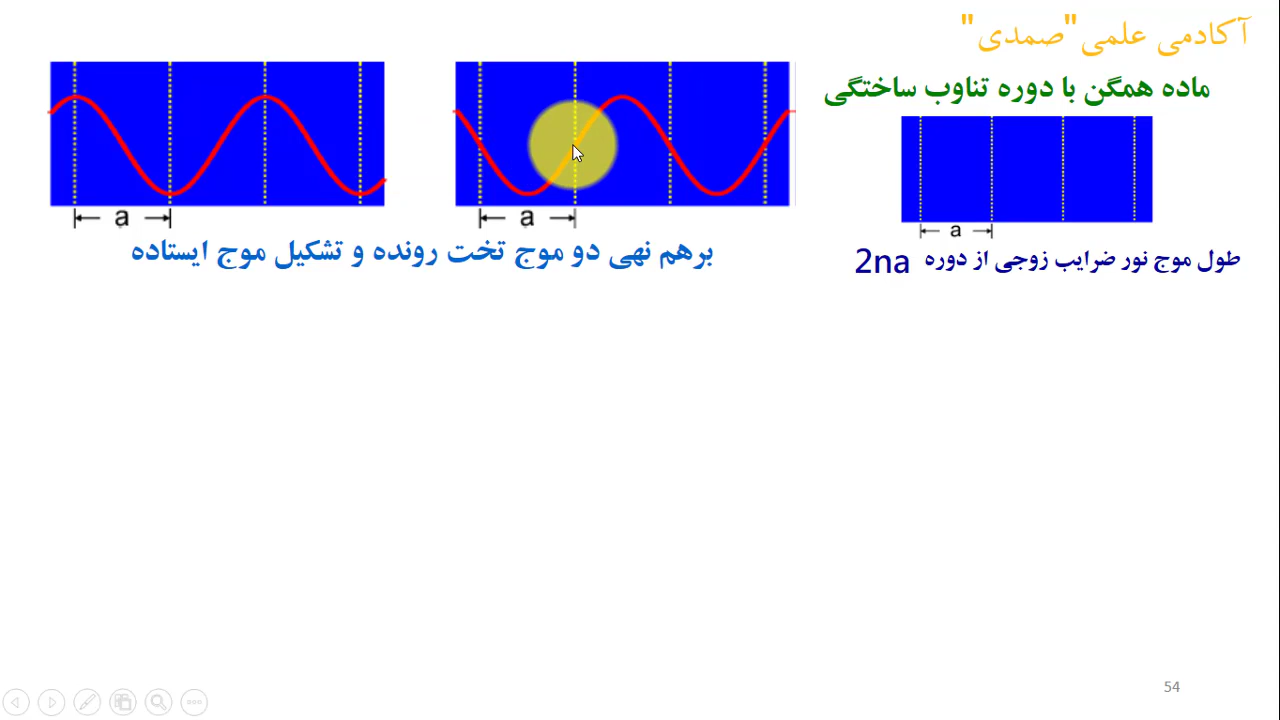 آکادمی علمی"صمدی"
ماده همگن با دوره تناوب ساختگی
a
a
a
طول موج نور ضرایب زوجی از دوره 2na
برهم نهی دو موج تخت رونده و تشکیل موج ایستاده
54